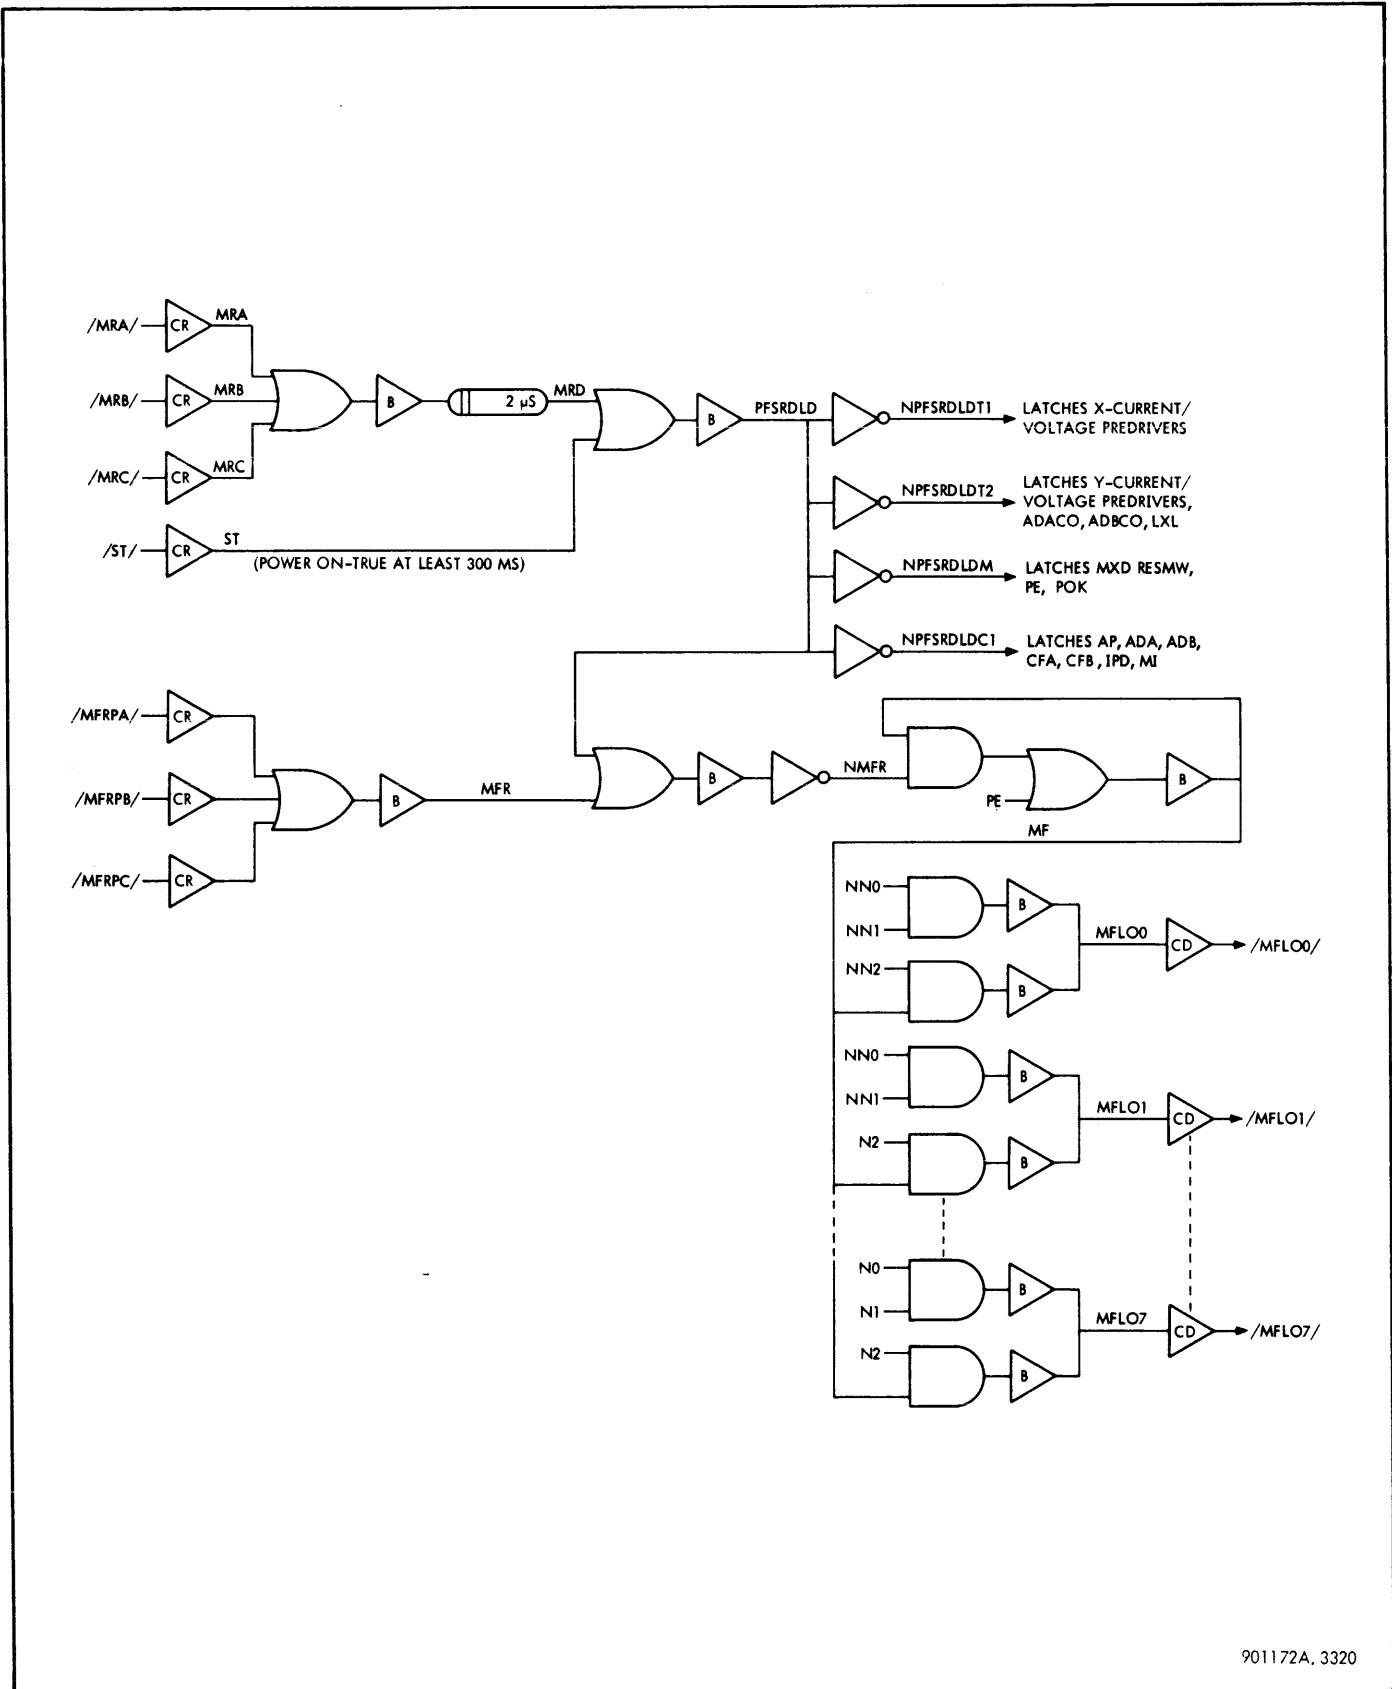 /MRA/ CR MRA
/MRB/ CR MRB
B
2 µS MRD
B
PFSRDLD
NPFSRDLDT1
LATCHES X-CURRENT/
VOLTAGE PREDRIVERS
/MRC/ CR MRC
NPFSRDLDT2
LATCHES Y-CURRENT/
VOLTAGE PREDRIVERS,
ADACO, ADBCO, LXL
/ST/ CR ST
(POWER ON-TRUE AT LEAST 300 MS)
NPFSRDLDM
LATCHES MXD RESMW,
PE, POK
NPFSRDLDC1
LATCHES AP, ADA, ADB,
CFA, CFB, IPD, MI
/MFRPA/ CR
/MFRPB/ CR
B
MFR
B
NMFR
PE
B
MF
/MFRPC/ CR
NN0
NN1
B
NN2
B
MFLO0
CD
/MFLO0/
NN0
NN1
B
N2
B
MFLO1
CD
/MFLO1/
N0
N1
B
N2
B
MFLO7
CD
/MFLO7/
901172A. 3320